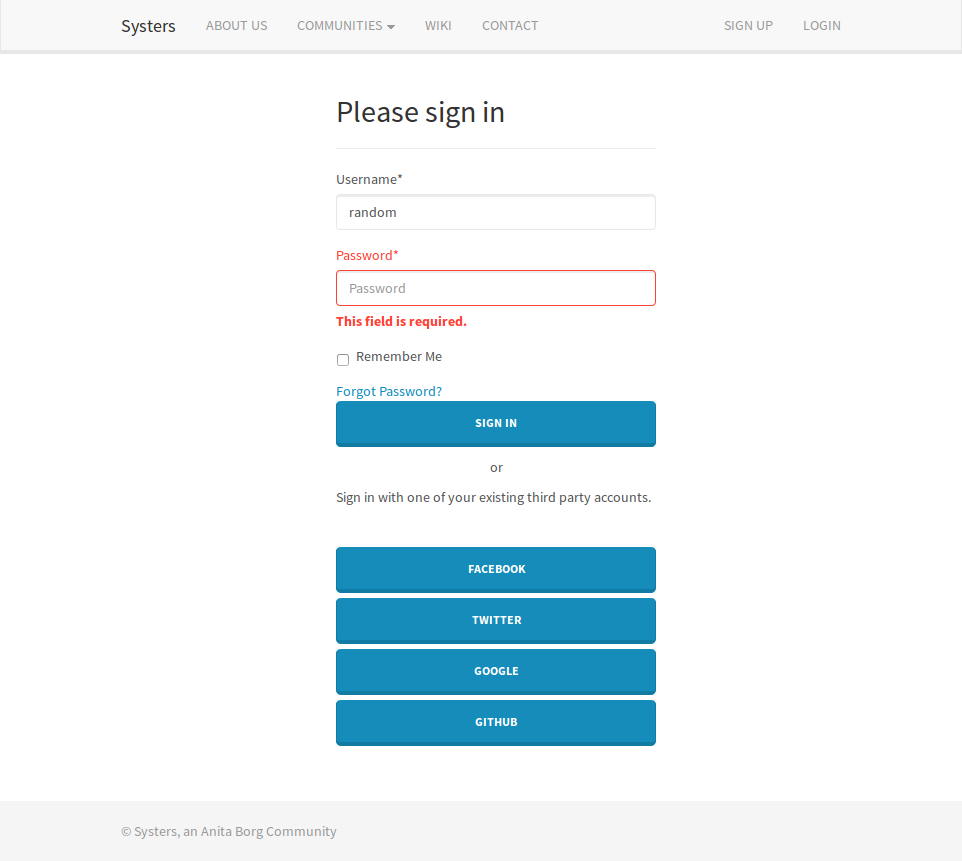 Systers ABOUT US COMMUNITIES WIKI CONTACT SIGN UP LOGIN
Please sign in
Username*
random
Password*
Password
This field is required.
Remember Me
Forgot Password?
SIGN IN
or
Sign in with one of your existing third party accounts.
FACEBOOK
TWITTER
GOOGLE
GITHUB
© Systers, an Anita Borg Community